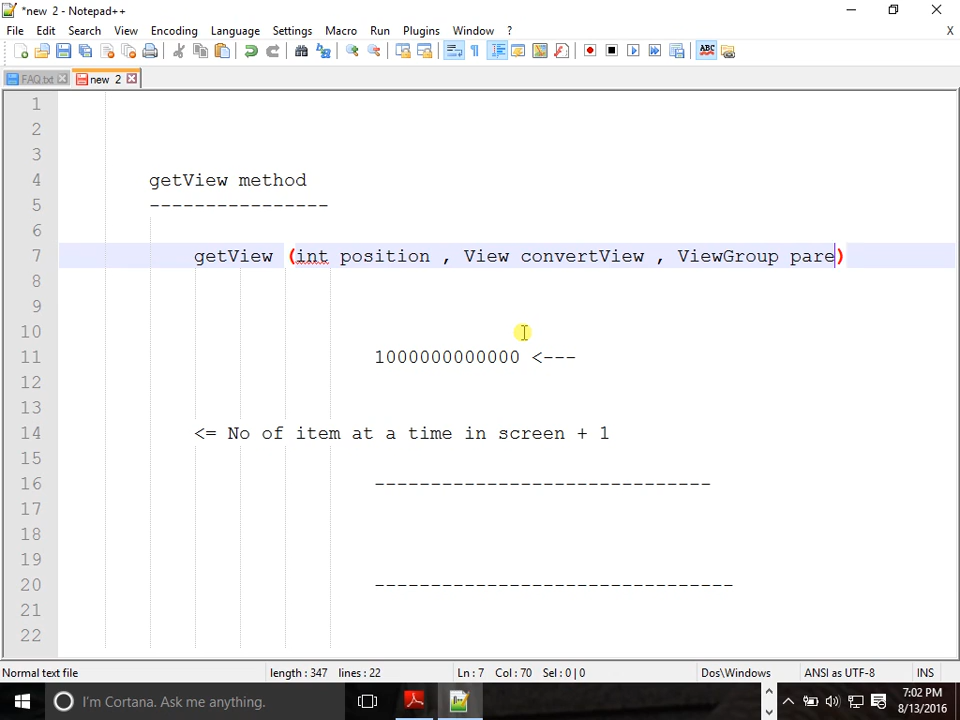 *new 2 - Notepad++
File Edit Search View Encoding Language Settings Macro Run Plugins Window ? X
ABC
FAQ.txt new 2
1
2
3
4 getView method
5 ----------------
6
7 getView (int position , View convertView , ViewGroup pare)
8
9
10
11 1000000000000 <---
12
13
14 <= No of item at a time in screen + 1
15
16 ------------------------------
17
18
19
20 --------------------------------
21
22
Normal text file length : 347 lines : 22 Ln : 7 Col : 70 Sel : 0 | 0 Dos\Windows ANSI as UTF-8 INS
I'm Cortana. Ask me anything. 7:02 PM
8/13/2016